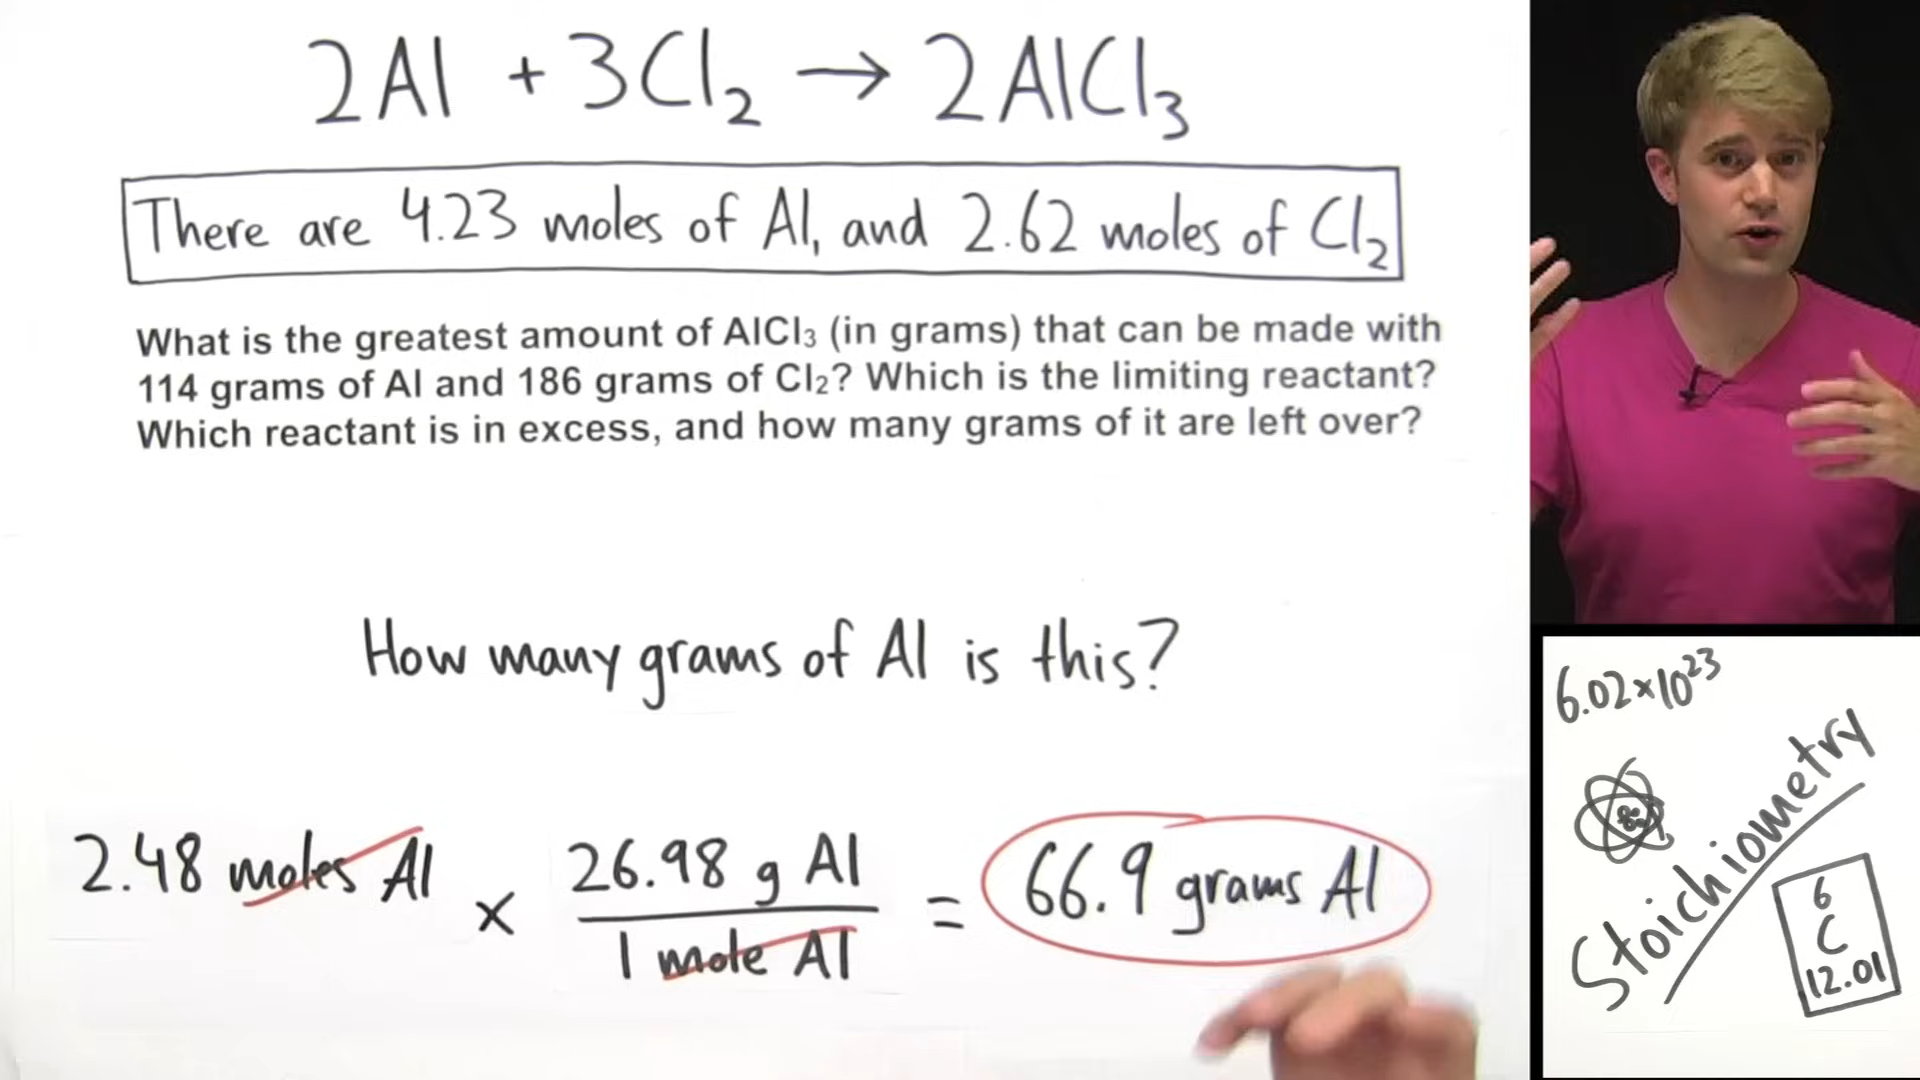 2Al + 3Cl₂ → 2AlCl₃
There are 4.23 moles of Al, and 2.62 moles of Cl₂
What is the greatest amount of AlCl₃ (in grams) that can be made with
114 grams of Al and 186 grams of Cl₂? Which is the limiting reactant?
Which reactant is in excess, and how many grams of it are left over?
How many grams of Al is this?
2.48 moles Al × 26.98 g Al / 1 mole Al = 66.9 grams Al
6.02×10²³
Stoichiometry
6
C
12.01